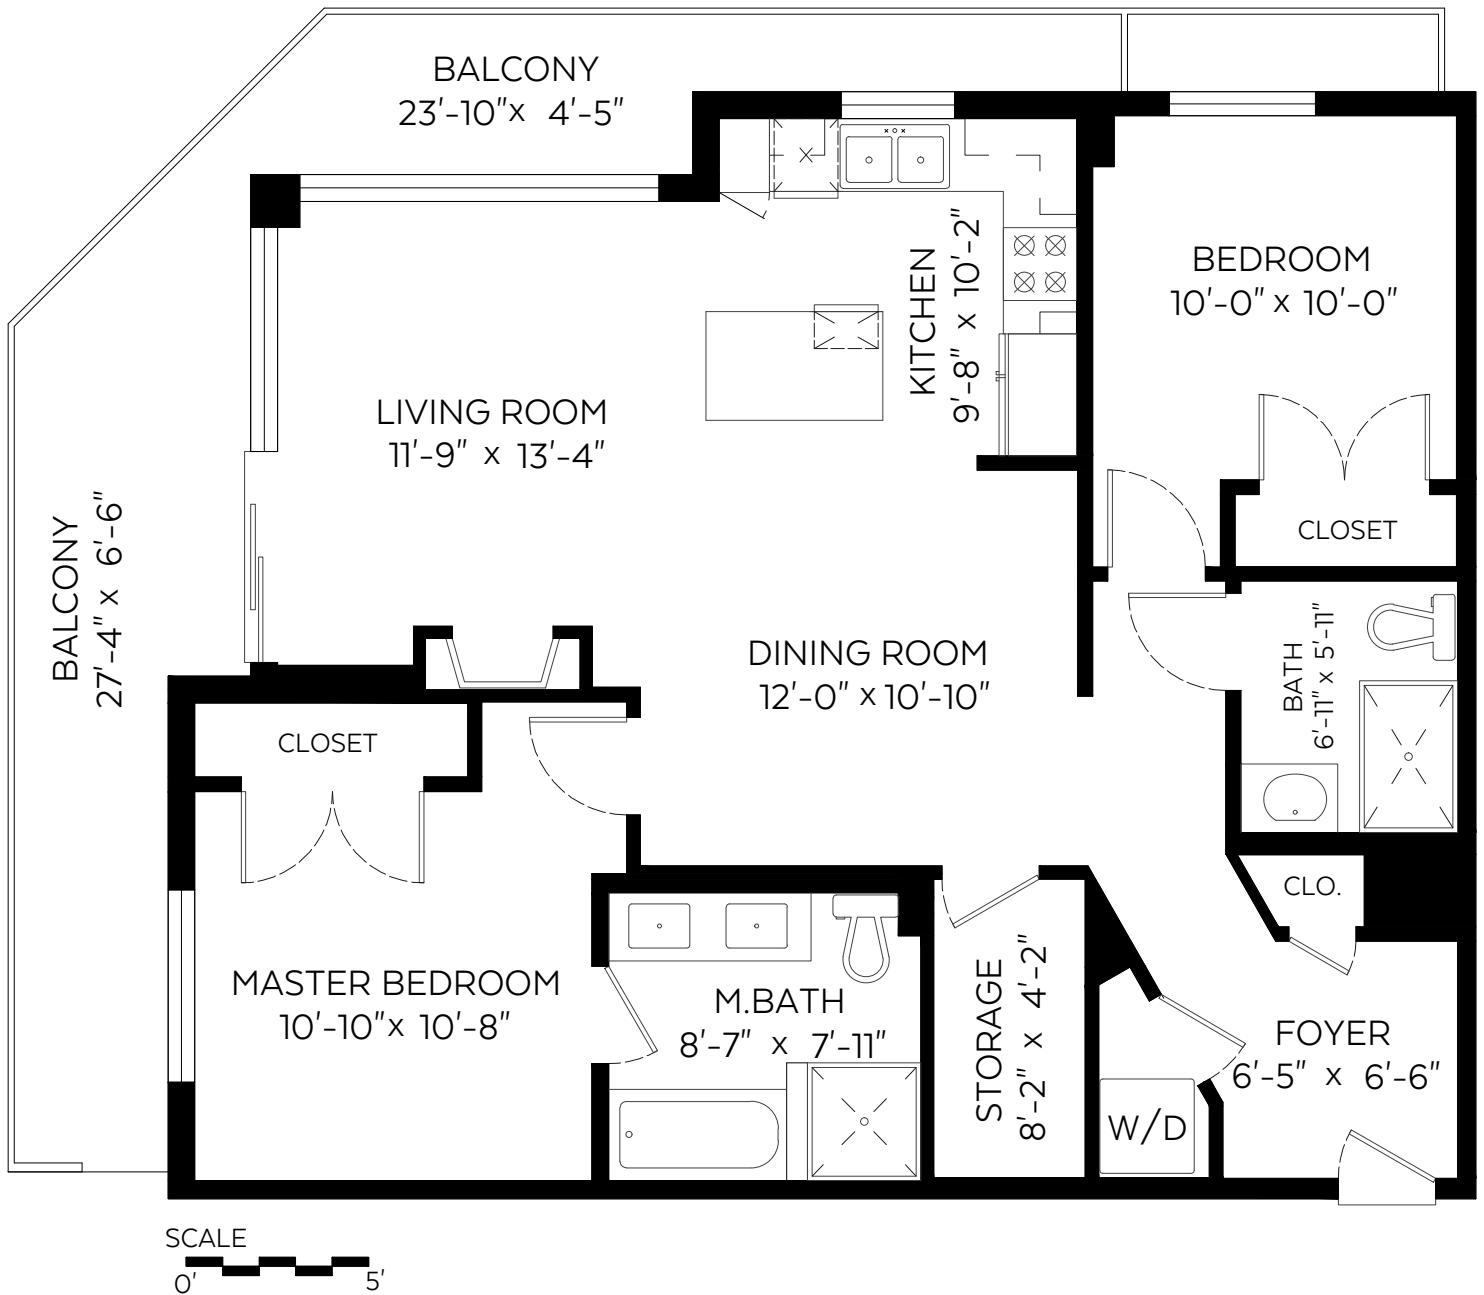 BALCONY
23'-10"x 4'-5"
BEDROOM
10'-0" x 10'-0"
KITCHEN
9'-8" x 10'-2"
LIVING ROOM
11'-9" x 13'-4"
CLOSET
BALCONY
27'-4" x 6'-6"
DINING ROOM
12'-0" x 10'-10"
BATH
6'-11" x 5'-11"
CLOSET
CLO.
MASTER BEDROOM
10'-10"x 10'-8"
M.BATH
8'-7" x 7'-11"
STORAGE
8'-2" x 4'-2"
FOYER
6'-5" x 6'-6"
W/D
SCALE
0' 5'